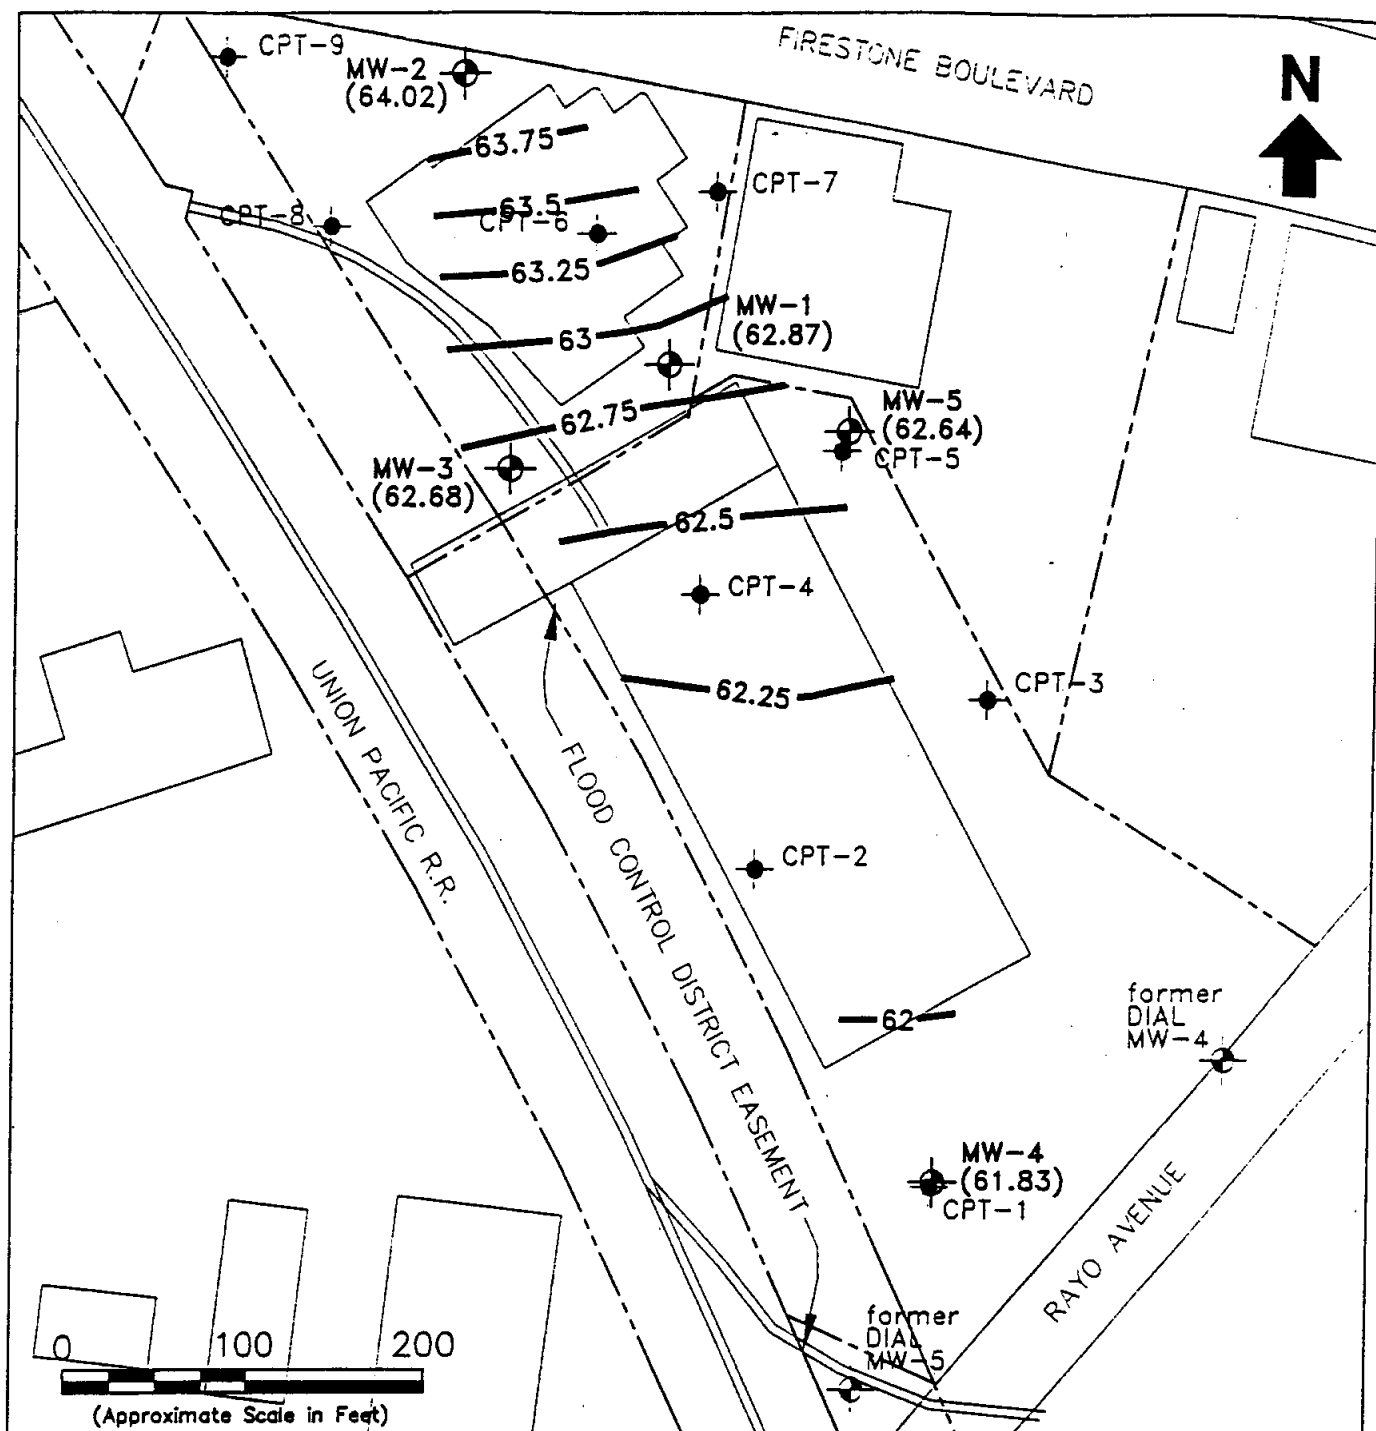 FIRESTONE BOULEVARD
N
CPT-9
MW-2
(64.02)
63.75
CPT-7
63.5
CPT-8
CPT-6
63.25
MW-1
(62.87)
63
62.75
MW-5
(62.64)
CPT-5
MW-3
(62.68)
62.5
CPT-4
62.25
CPT-3
UNION PACIFIC R.R.
FLOOD CONTROL DISTRICT EASEMENT
CPT-2
62
former
DIAL
MW-4
MW-4
(61.83)
CPT-1
RAYO AVENUE
former
DIAL
MW-5
0 100 200
(Approximate Scale in Feet)